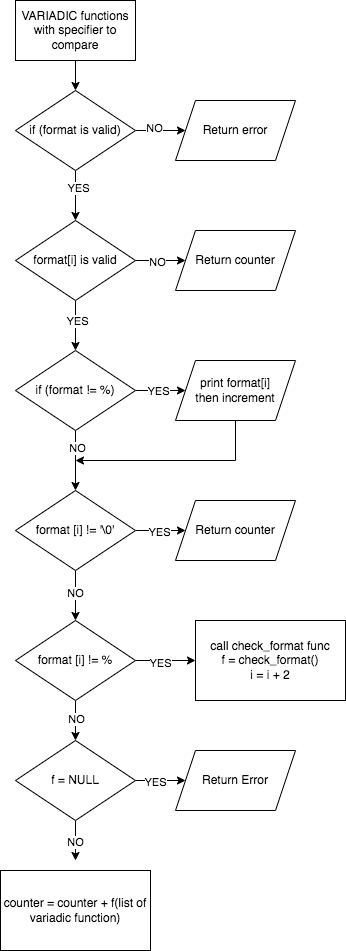 VARIADIC functions
with specifier to
compare
if (format is valid)
NO
Return error
YES
format[i] is valid
NO
Return counter
YES
if (format != %)
YES
print format[i]
then increment
NO
format [i] != '\0'
YES
Return counter
NO
format [i] != %
YES
call check_format func
f = check_format()
i = i + 2
NO
f = NULL
YES
Return Error
NO
counter = counter + f(list of
variadic function)